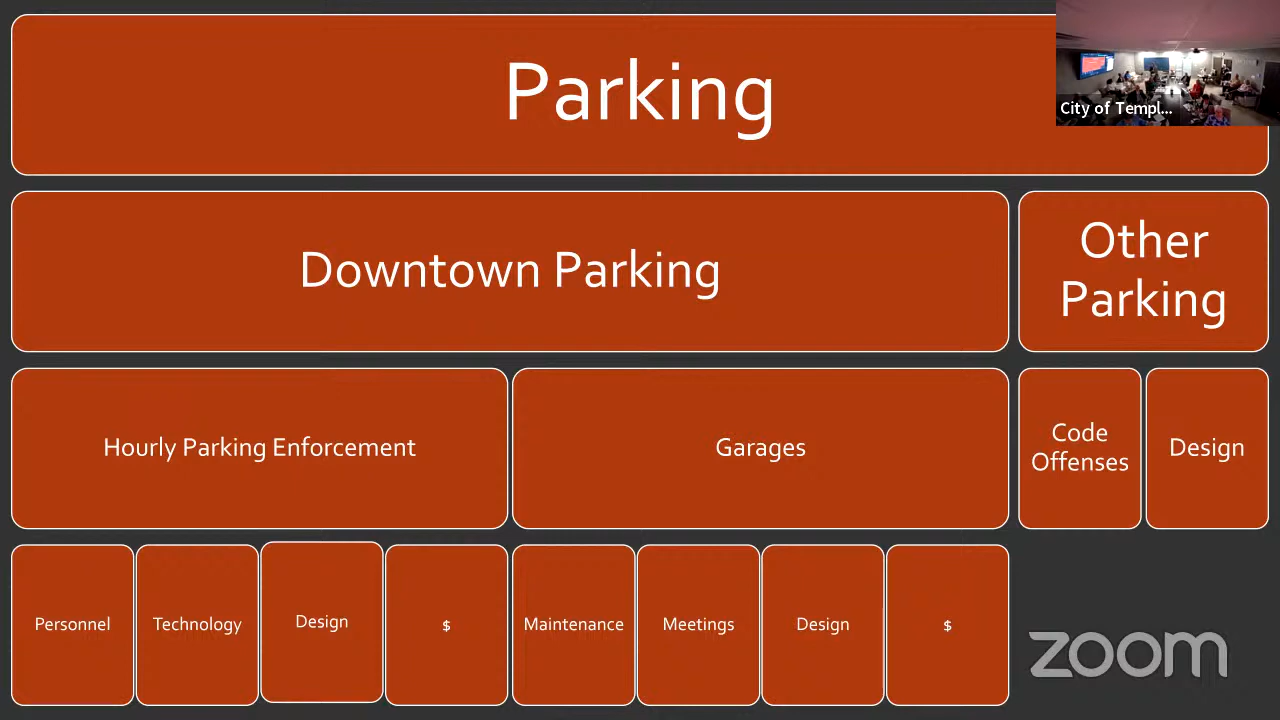 Parking
City of Templ...
Downtown Parking
Other
Parking
Hourly Parking Enforcement
Garages
Code
Offenses
Design
Personnel
Technology
Design
$
Maintenance
Meetings
Design
$
zoom